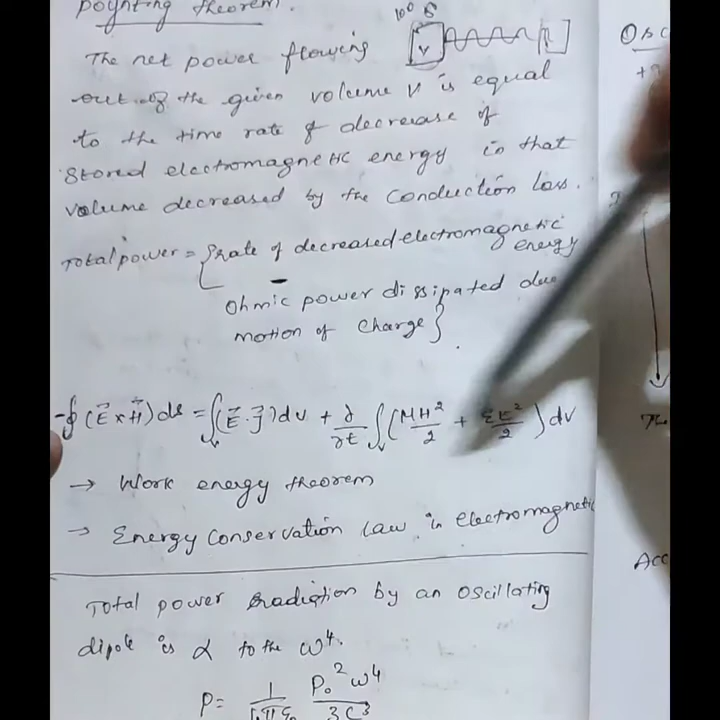 Poynting theorem.
100 S
The net power flowing V
out of the given volume V is equal
to the time rate of decrease of
stored electromagnetic energy in that
volume decreased by the conduction loss.
Total power = {rate of decreased electromagnetic
energy
-
Ohmic power dissipated due
motion of charge}.
-∮(E⃗×H⃗)ds = ∫v(E⃗.J⃗)dv + ∂/∂t ∫v(μH²/2 + εE²/2)dv
→ Work energy theorem
→ Energy conservation law in electromagnetic
Total power radiation by an oscillating
dipole is α to the ω⁴.
P= 1/4πε₀ P₀²ω⁴/3C³
Acc